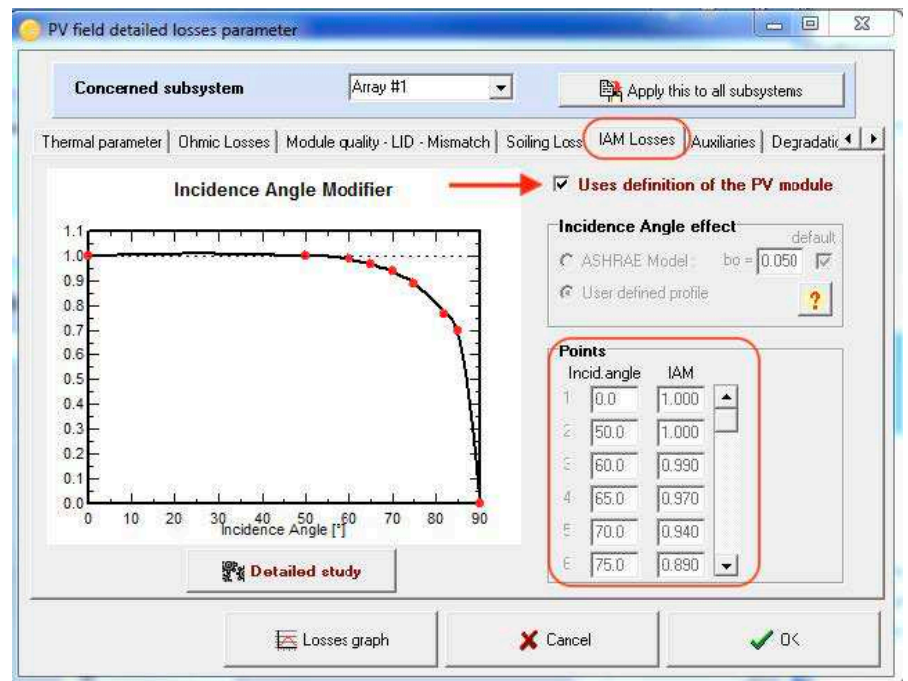 PV field detailed losses parameter
Concerned subsystem
Array #1
Apply this to all subsystems
Thermal parameter
Ohmic Losses
Module quality - LID - Mismatch
Soiling Loss
IAM Losses
Auxiliaries
Degradatic
Incidence Angle Modifier
1.1
1.0
0.9
0.8
0.7
0.6
0.5
0.4
0.3
0.2
0.1
0.0
0 10 20 30 40 50 60 70 80 90
Incidence Angle [°]
Detailed study
Uses definition of the PV module
Incidence Angle effect
default
ASHRAE Model : bo = 0.050
User defined profile
?
Points
Incid.angle IAM
1 0.0 1.000
2 50.0 1.000
3 60.0 0.990
4 65.0 0.970
5 70.0 0.940
6 75.0 0.890
Losses graph
Cancel
OK